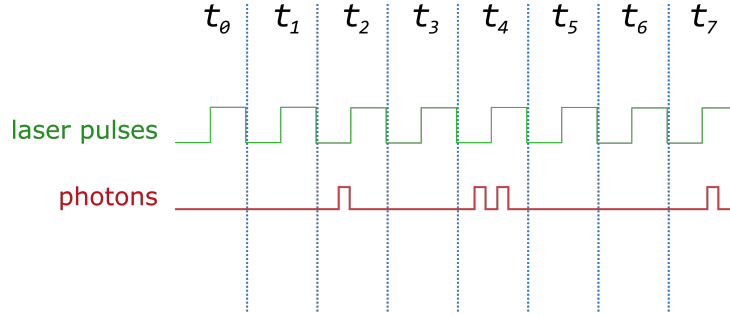 t₀ t₁ t₂ t₃ t₄ t₅ t₆ t₇
laser pulses
photons